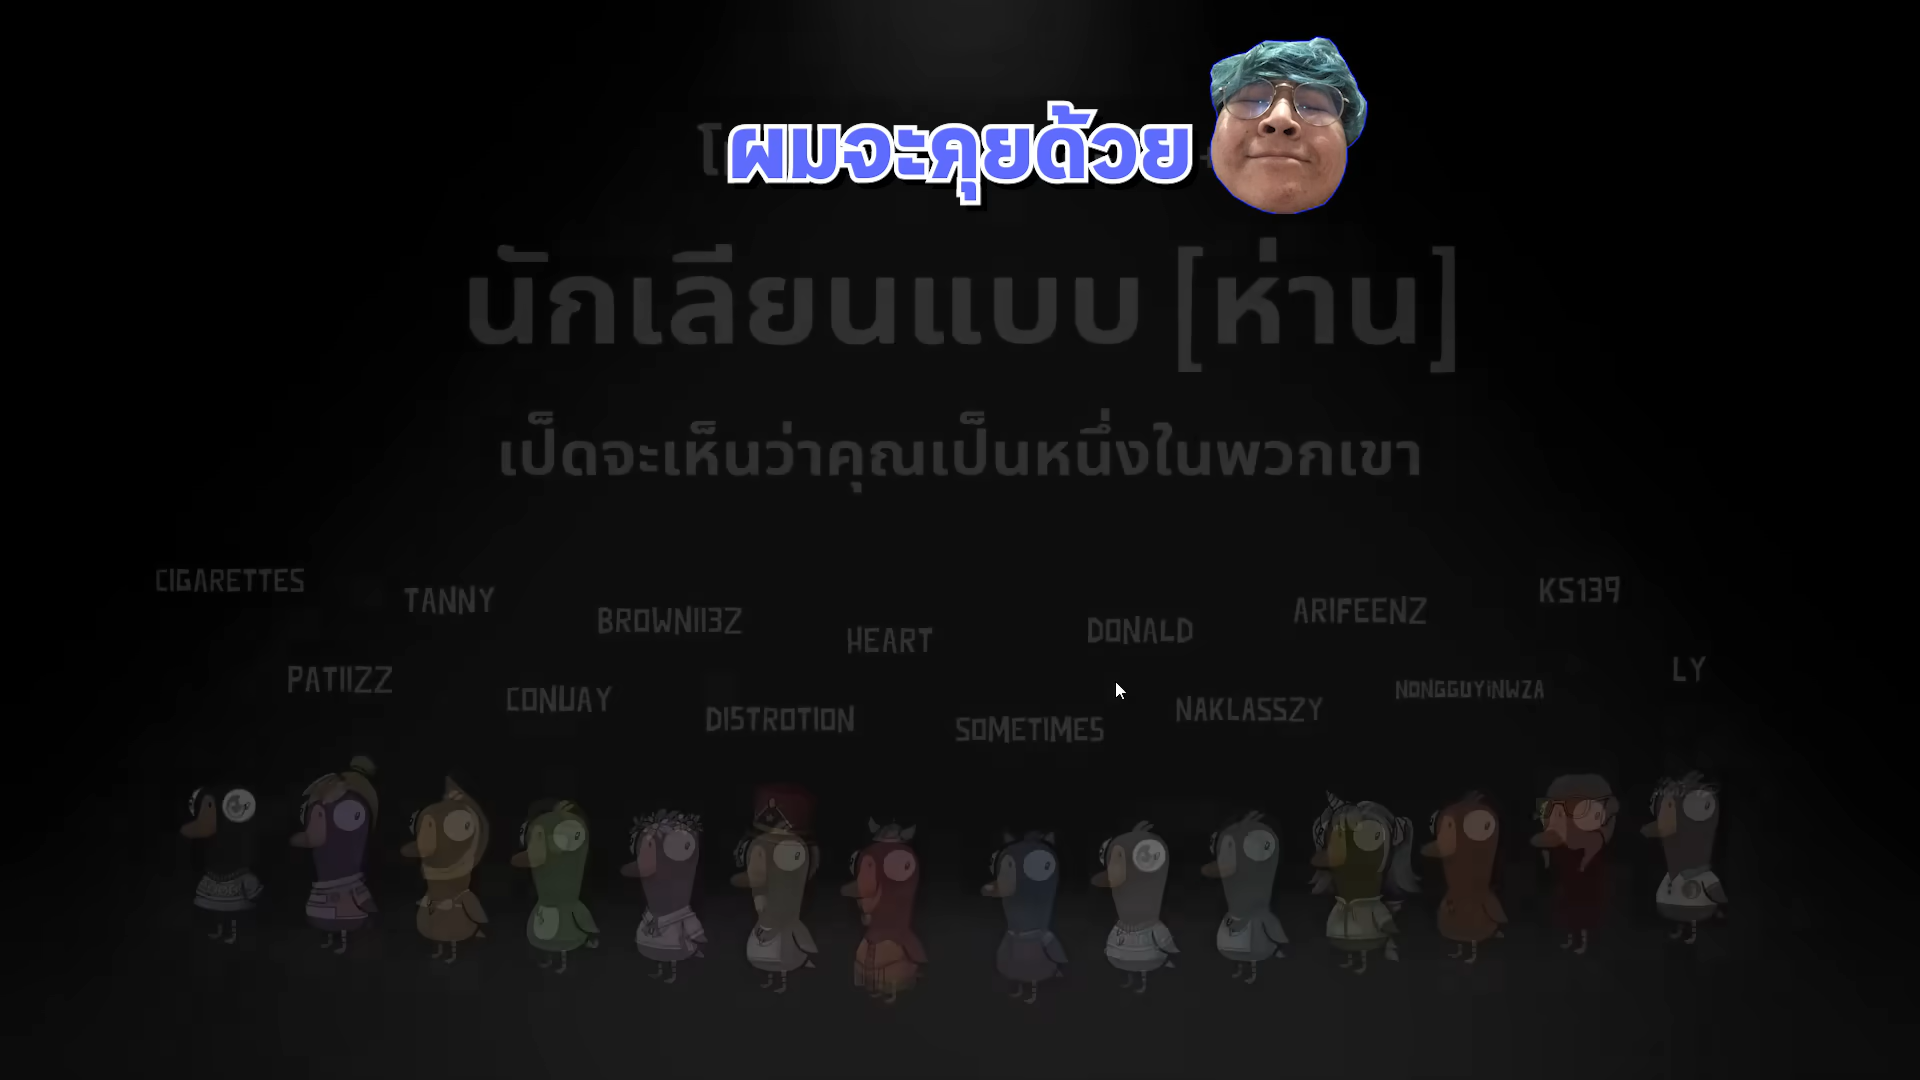 ผมจะคุยด้วย
นักเลียนแบบ [ห่าน]
เป็ดจะเห็นว่าคุณเป็นหนึ่งในพวกเขา
CIGARETTES
TANNY
BROWNII3Z
HEART
DONALD
ARIFEENZ
KS139
PATIIZZ
CONUAY
DISTROTION
SOMETIMES
NAKLASSZY
NONGGUYINWZA
LY